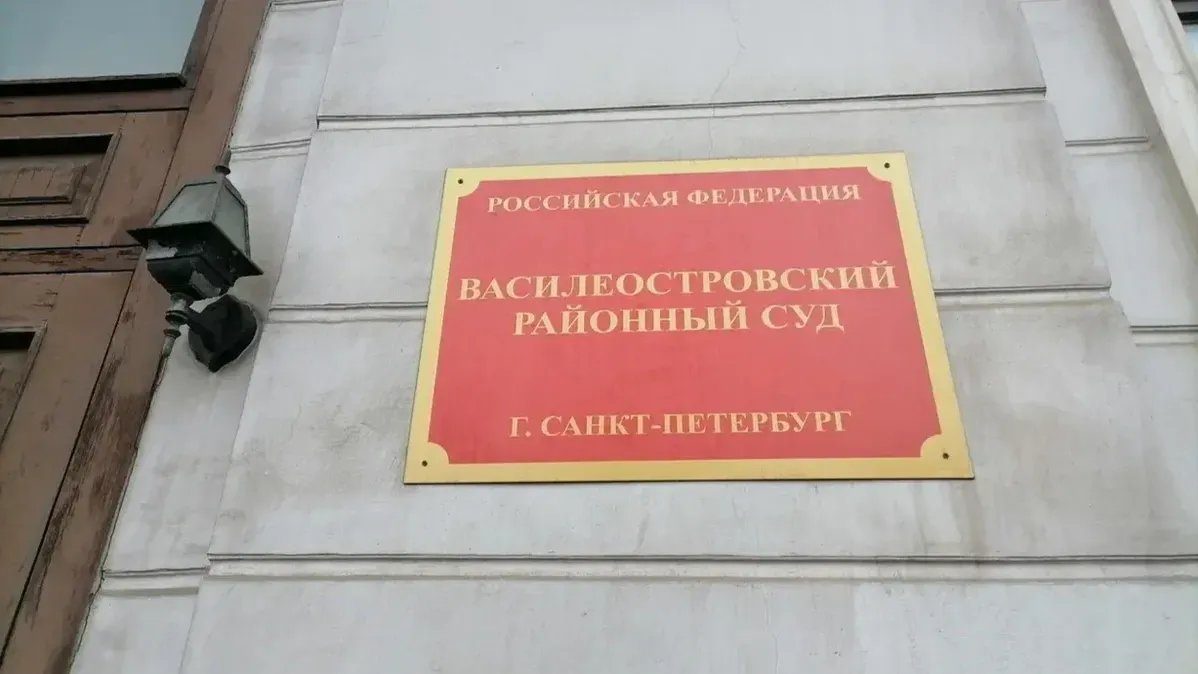 РОССИЙСКАЯ ФЕДЕРАЦИЯ
ВАСИЛЕОСТРОВСКИЙ
РАЙОННЫЙ СУД
Г. САНКТ-ПЕТЕРБУРГ